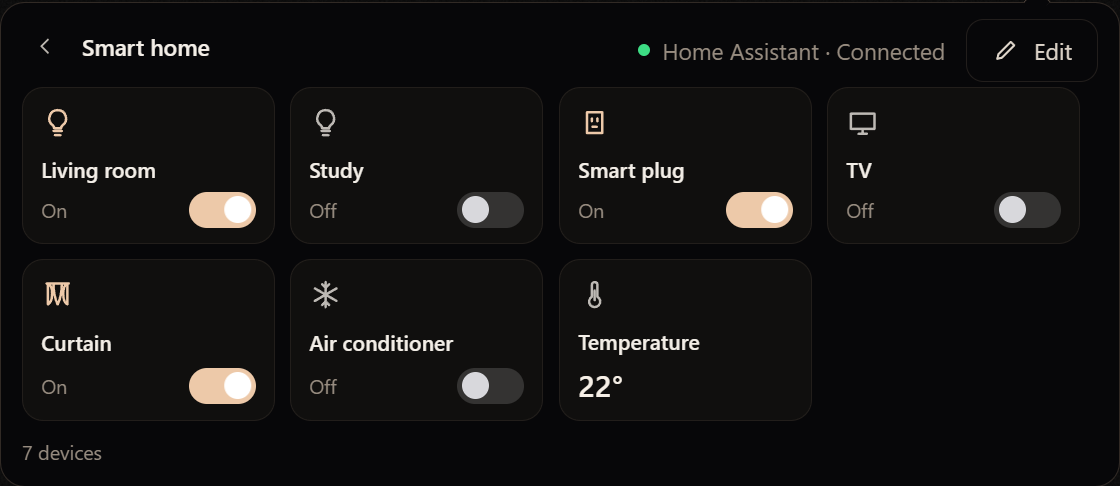 Smart home
Home Assistant · Connected
Edit
Living room
On
Study
Off
Smart plug
On
TV
Off
Curtain
On
Air conditioner
Off
Temperature
22°
7 devices